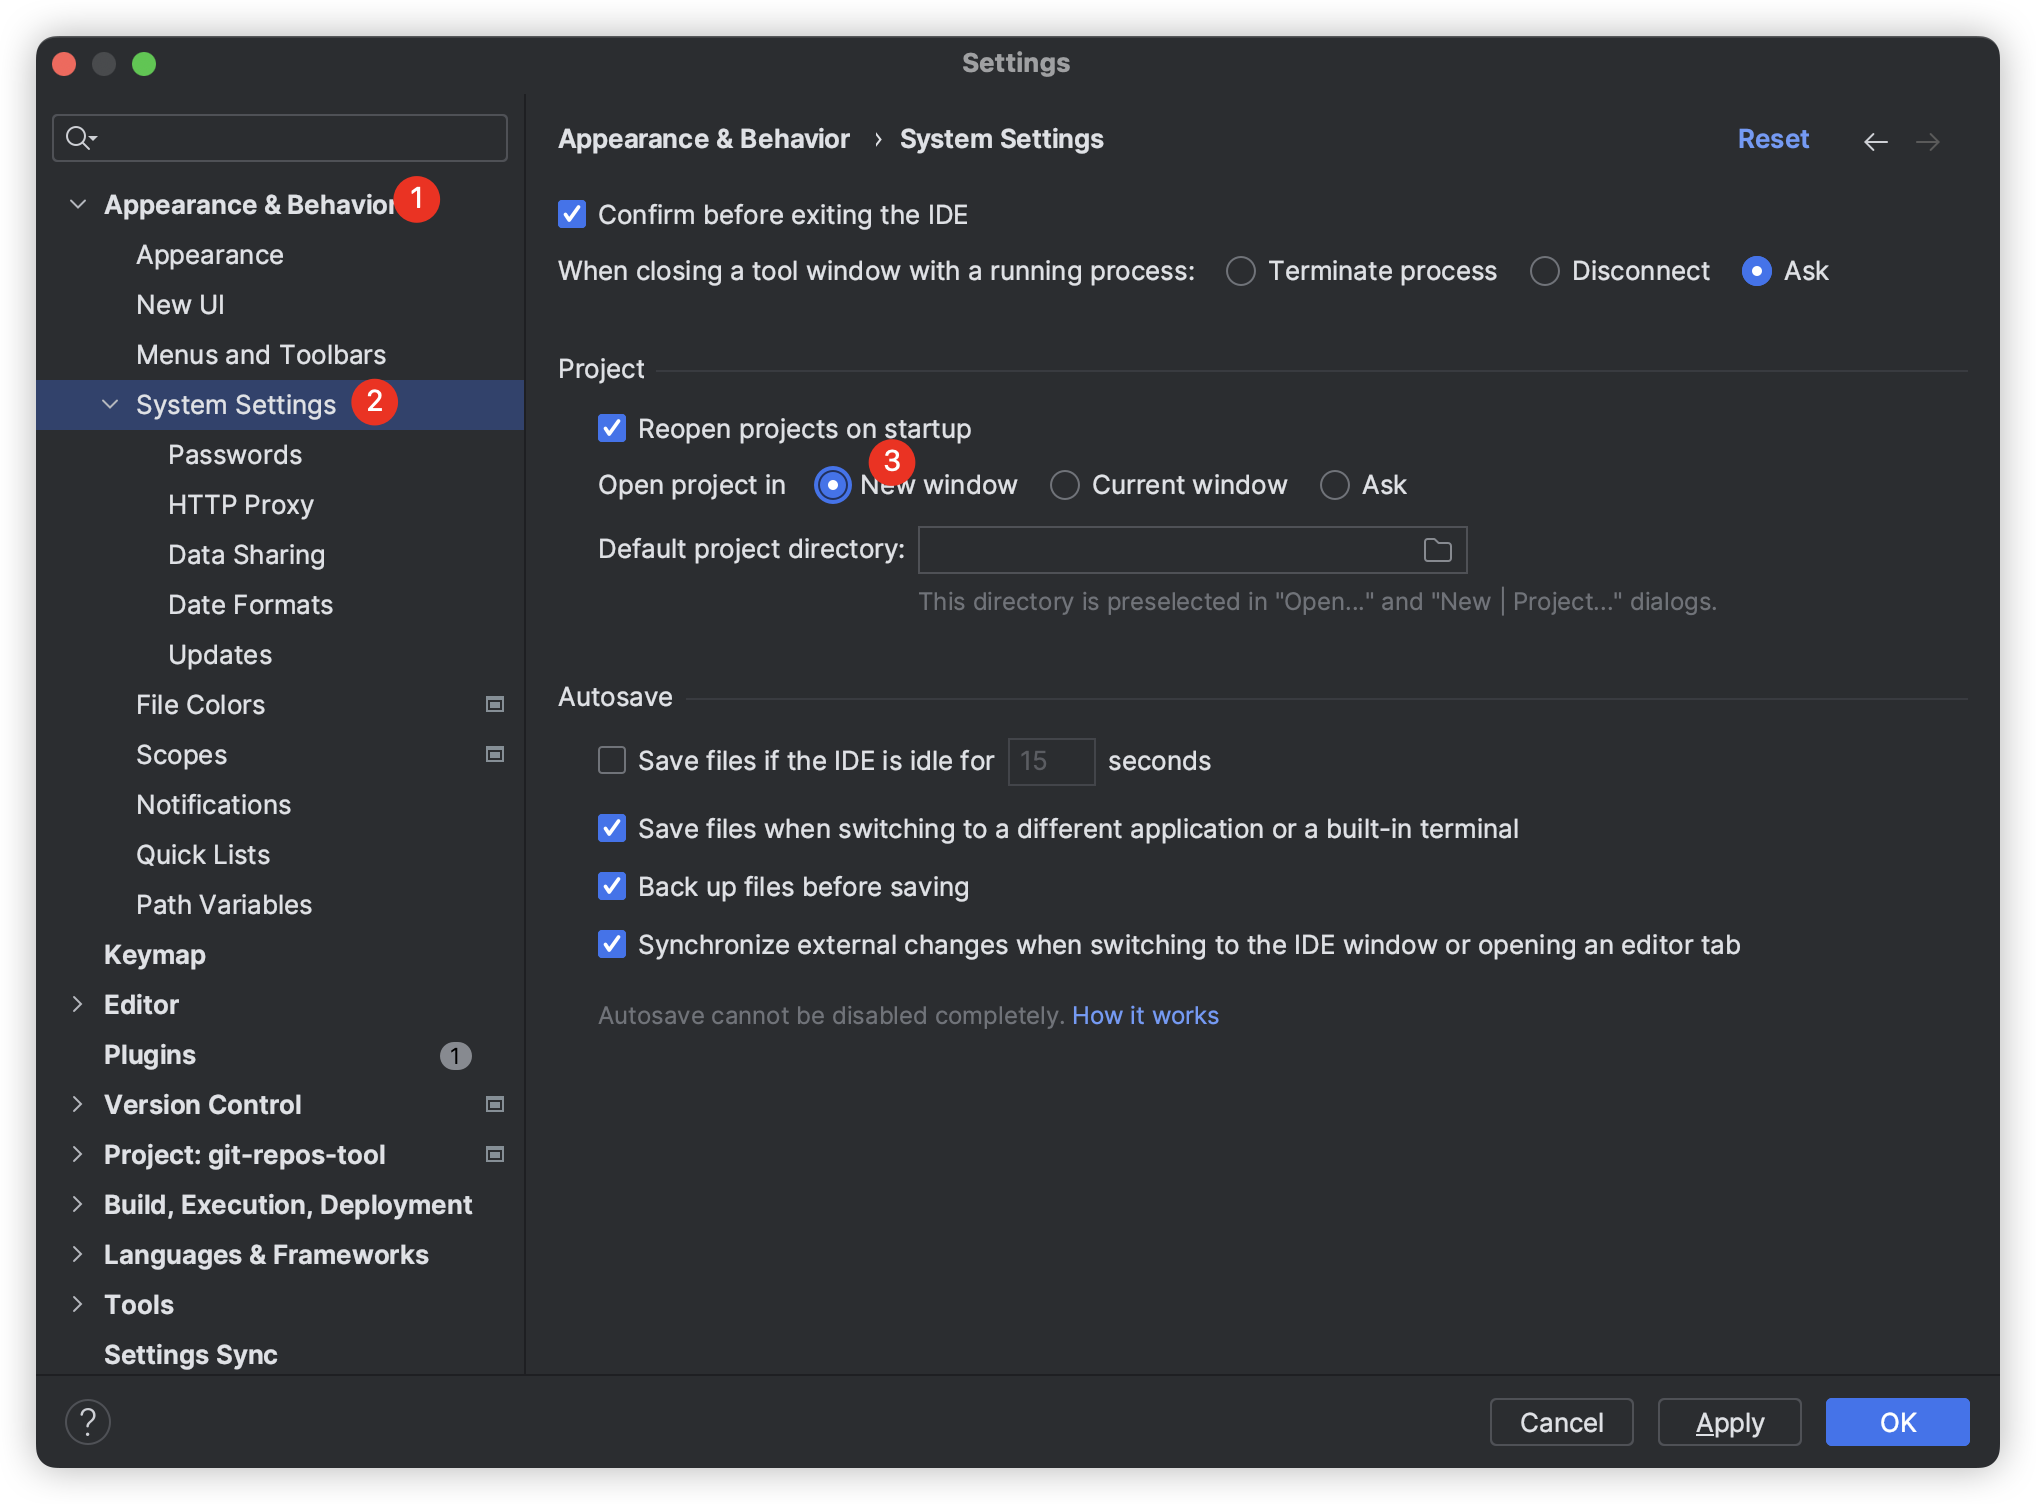 Settings
Appearance & Behavior 1
Appearance
New UI
Menus and Toolbars
System Settings 2
Passwords
HTTP Proxy
Data Sharing
Date Formats
Updates
File Colors
Scopes
Notifications
Quick Lists
Path Variables
Keymap
Editor
Plugins 1
Version Control
Project: git-repos-tool
Build, Execution, Deployment
Languages & Frameworks
Tools
Settings Sync
Appearance & Behavior › System Settings Reset
Confirm before exiting the IDE
When closing a tool window with a running process: Terminate process Disconnect Ask
Project
Reopen projects on startup
3
Open project in New window Current window Ask
Default project directory:
This directory is preselected in "Open..." and "New | Project..." dialogs.
Autosave
Save files if the IDE is idle for 15 seconds
Save files when switching to a different application or a built-in terminal
Back up files before saving
Synchronize external changes when switching to the IDE window or opening an editor tab
Autosave cannot be disabled completely. How it works
? Cancel Apply OK